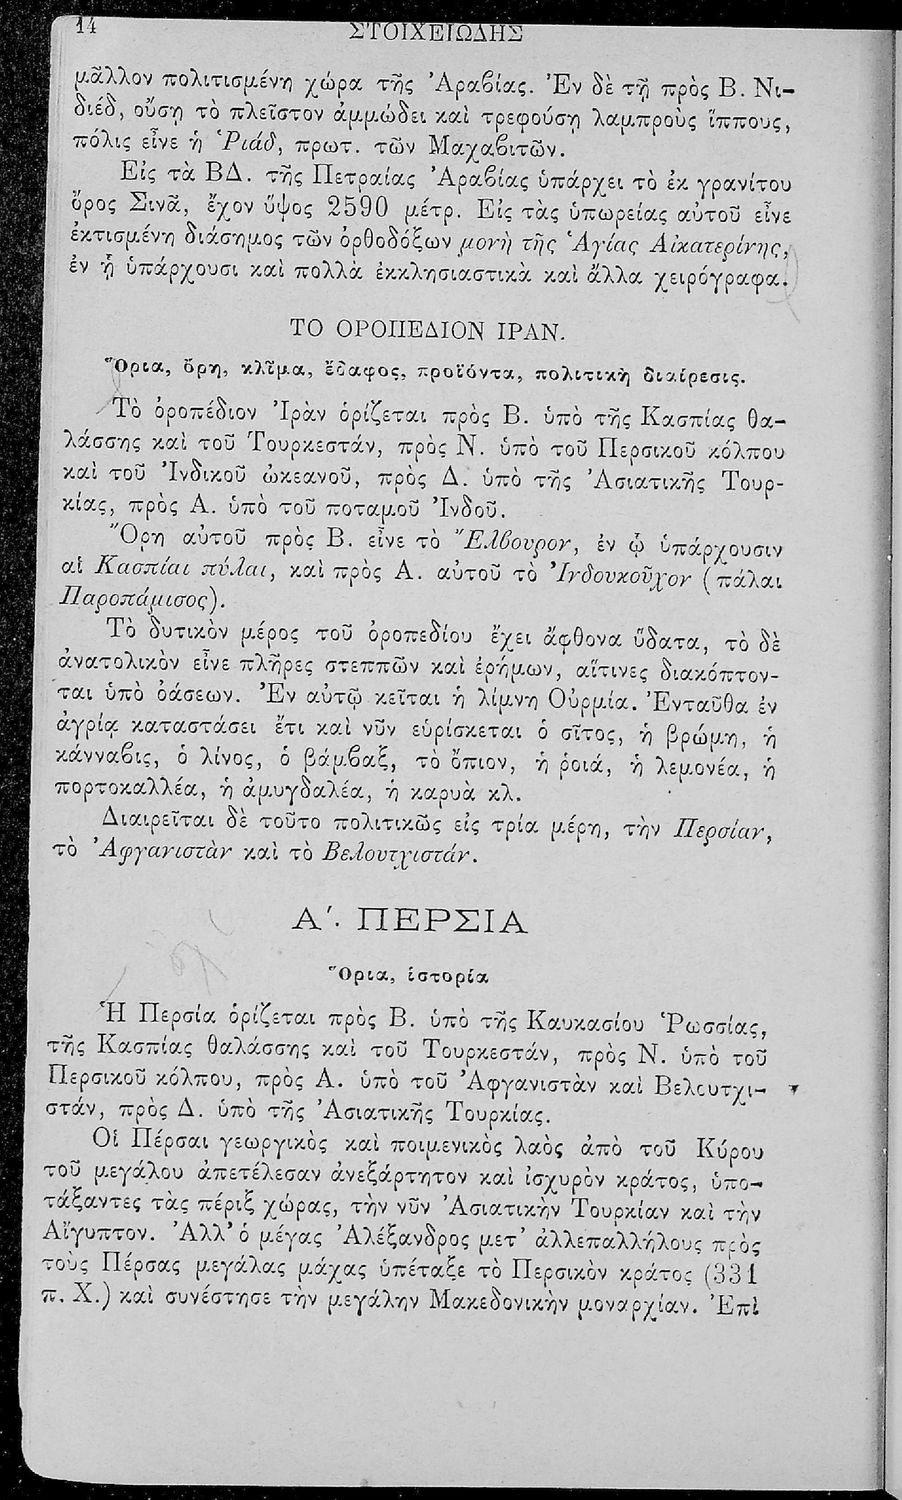 14
ΣΤΟΙΧΕΙΩΔΗΣ
μᾶλλον πολιτισμένη χώρα τῆς Ἀραβίας. Ἐν δὲ τῇ πρὸς Β. Νι-
διέδ, οὔσῃ τὸ πλεῖστον ἀμμώδει καὶ τρεφούσῃ λαμπροὺς ἵππους,
πόλις εἶνε ἡ Ῥιάδ, πρωτ. τῶν Μαχαβιτῶν.
Εἰς τὰ ΒΔ. τῆς Πετραίας Ἀραβίας ὑπάρχει τὸ ἐκ γρανίτου
ὄρος Σινᾶ, ἔχον ὕψος 2590 μέτρ. Εἰς τὰς ὑπωρείας αὐτοῦ εἶνε
ἐκτισμένη διάσημος τῶν ὀρθοδόξων μονὴ τῆς Ἁγίας Αἰκατερίνης,
ἐν ᾗ ὑπάρχουσι καὶ πολλὰ ἐκκλησιαστικὰ καὶ ἄλλα χειρόγραφα.
ΤΟ ΟΡΟΠΕΔΙΟΝ ΙΡΑΝ.
Ὅρια, ὄρη, κλῖμα, ἔδαφος, προϊόντα, πολιτικὴ διαίρεσις.
Τὸ ὀροπέδιον Ἰρὰν ὁρίζεται πρὸς Β. ὑπὸ τῆς Κασπίας θα-
λάσσης καὶ τοῦ Τουρκεστάν, πρὸς Ν. ὑπὸ τοῦ Περσικοῦ κόλπου
καὶ τοῦ Ἰνδικοῦ ὠκεανοῦ, πρὸς Δ. ὑπὸ τῆς Ἀσιατικῆς Τουρ-
κίας, πρὸς Α. ὑπὸ τοῦ ποταμοῦ Ἰνδοῦ.
Ὄρη αὐτοῦ πρὸς Β. εἶνε τὸ Ἔλβουρον, ἐν ᾧ ὑπάρχουσιν
αἱ Κασπίαι πύλαι, καὶ πρὸς Α. αὐτοῦ τὸ Ἰνδουκοῦχον (πάλαι
Παροπάμισος).
Τὸ δυτικὸν μέρος τοῦ ὀροπεδίου ἔχει ἄφθονα ὕδατα, τὸ δὲ
ἀνατολικὸν εἶνε πλῆρες στεππῶν καὶ ἐρήμων, αἵτινες διακόπτον-
ται ὑπὸ ὀάσεων. Ἐν αὐτῷ κεῖται ἡ λίμνη Οὐρμία. Ἐνταῦθα ἐν
ἀγρίᾳ καταστάσει ἔτι καὶ νῦν εὑρίσκεται ὁ σῖτος, ἡ βρώμη, ἡ
κάνναβις, ὁ λίνος, ὁ βάμβαξ, τὸ ὄπιον, ἡ ῥοιά, ἡ λεμονέα, ἡ
πορτοκαλλέα, ἡ ἀμυγδαλέα, ἡ καρυὰ κλ.
Διαιρεῖται δὲ τοῦτο πολιτικῶς εἰς τρία μέρη, τὴν Περσίαν,
τὸ Ἀφγανιστὰν καὶ τὸ Βελουτχιστάν.
Α΄. ΠΕΡΣΙΑ
Ὅρια, ἱστορία
Ἡ Περσία ὁρίζεται πρὸς Β. ὑπὸ τῆς Καυκασίου Ῥωσσίας,
τῆς Κασπίας θαλάσσης καὶ τοῦ Τουρκεστάν, πρὸς Ν. ὑπὸ τοῦ
Περσικοῦ κόλπου, πρὸς Α. ὑπὸ τοῦ Ἀφγανιστὰν καὶ Βελουτχι-
στάν, πρὸς Δ. ὑπὸ τῆς Ἀσιατικῆς Τουρκίας.
Οἱ Πέρσαι γεωργικὸς καὶ ποιμενικὸς λαὸς ἀπὸ τοῦ Κύρου
τοῦ μεγάλου ἀπετέλεσαν ἀνεξάρτητον καὶ ἰσχυρὸν κράτος, ὑπο-
τάξαντες τὰς πέριξ χώρας, τὴν νῦν Ἀσιατικὴν Τουρκίαν καὶ τὴν
Αἴγυπτον. Ἀλλ' ὁ μέγας Ἀλέξανδρος μετ' ἀλλεπαλλήλους πρὸς
τοὺς Πέρσας μεγάλας μάχας ὑπέταξε τὸ Περσικὸν κράτος (331
π. Χ.) καὶ συνέστησε τὴν μεγάλην Μακεδονικὴν μοναρχίαν. Ἐπὶ